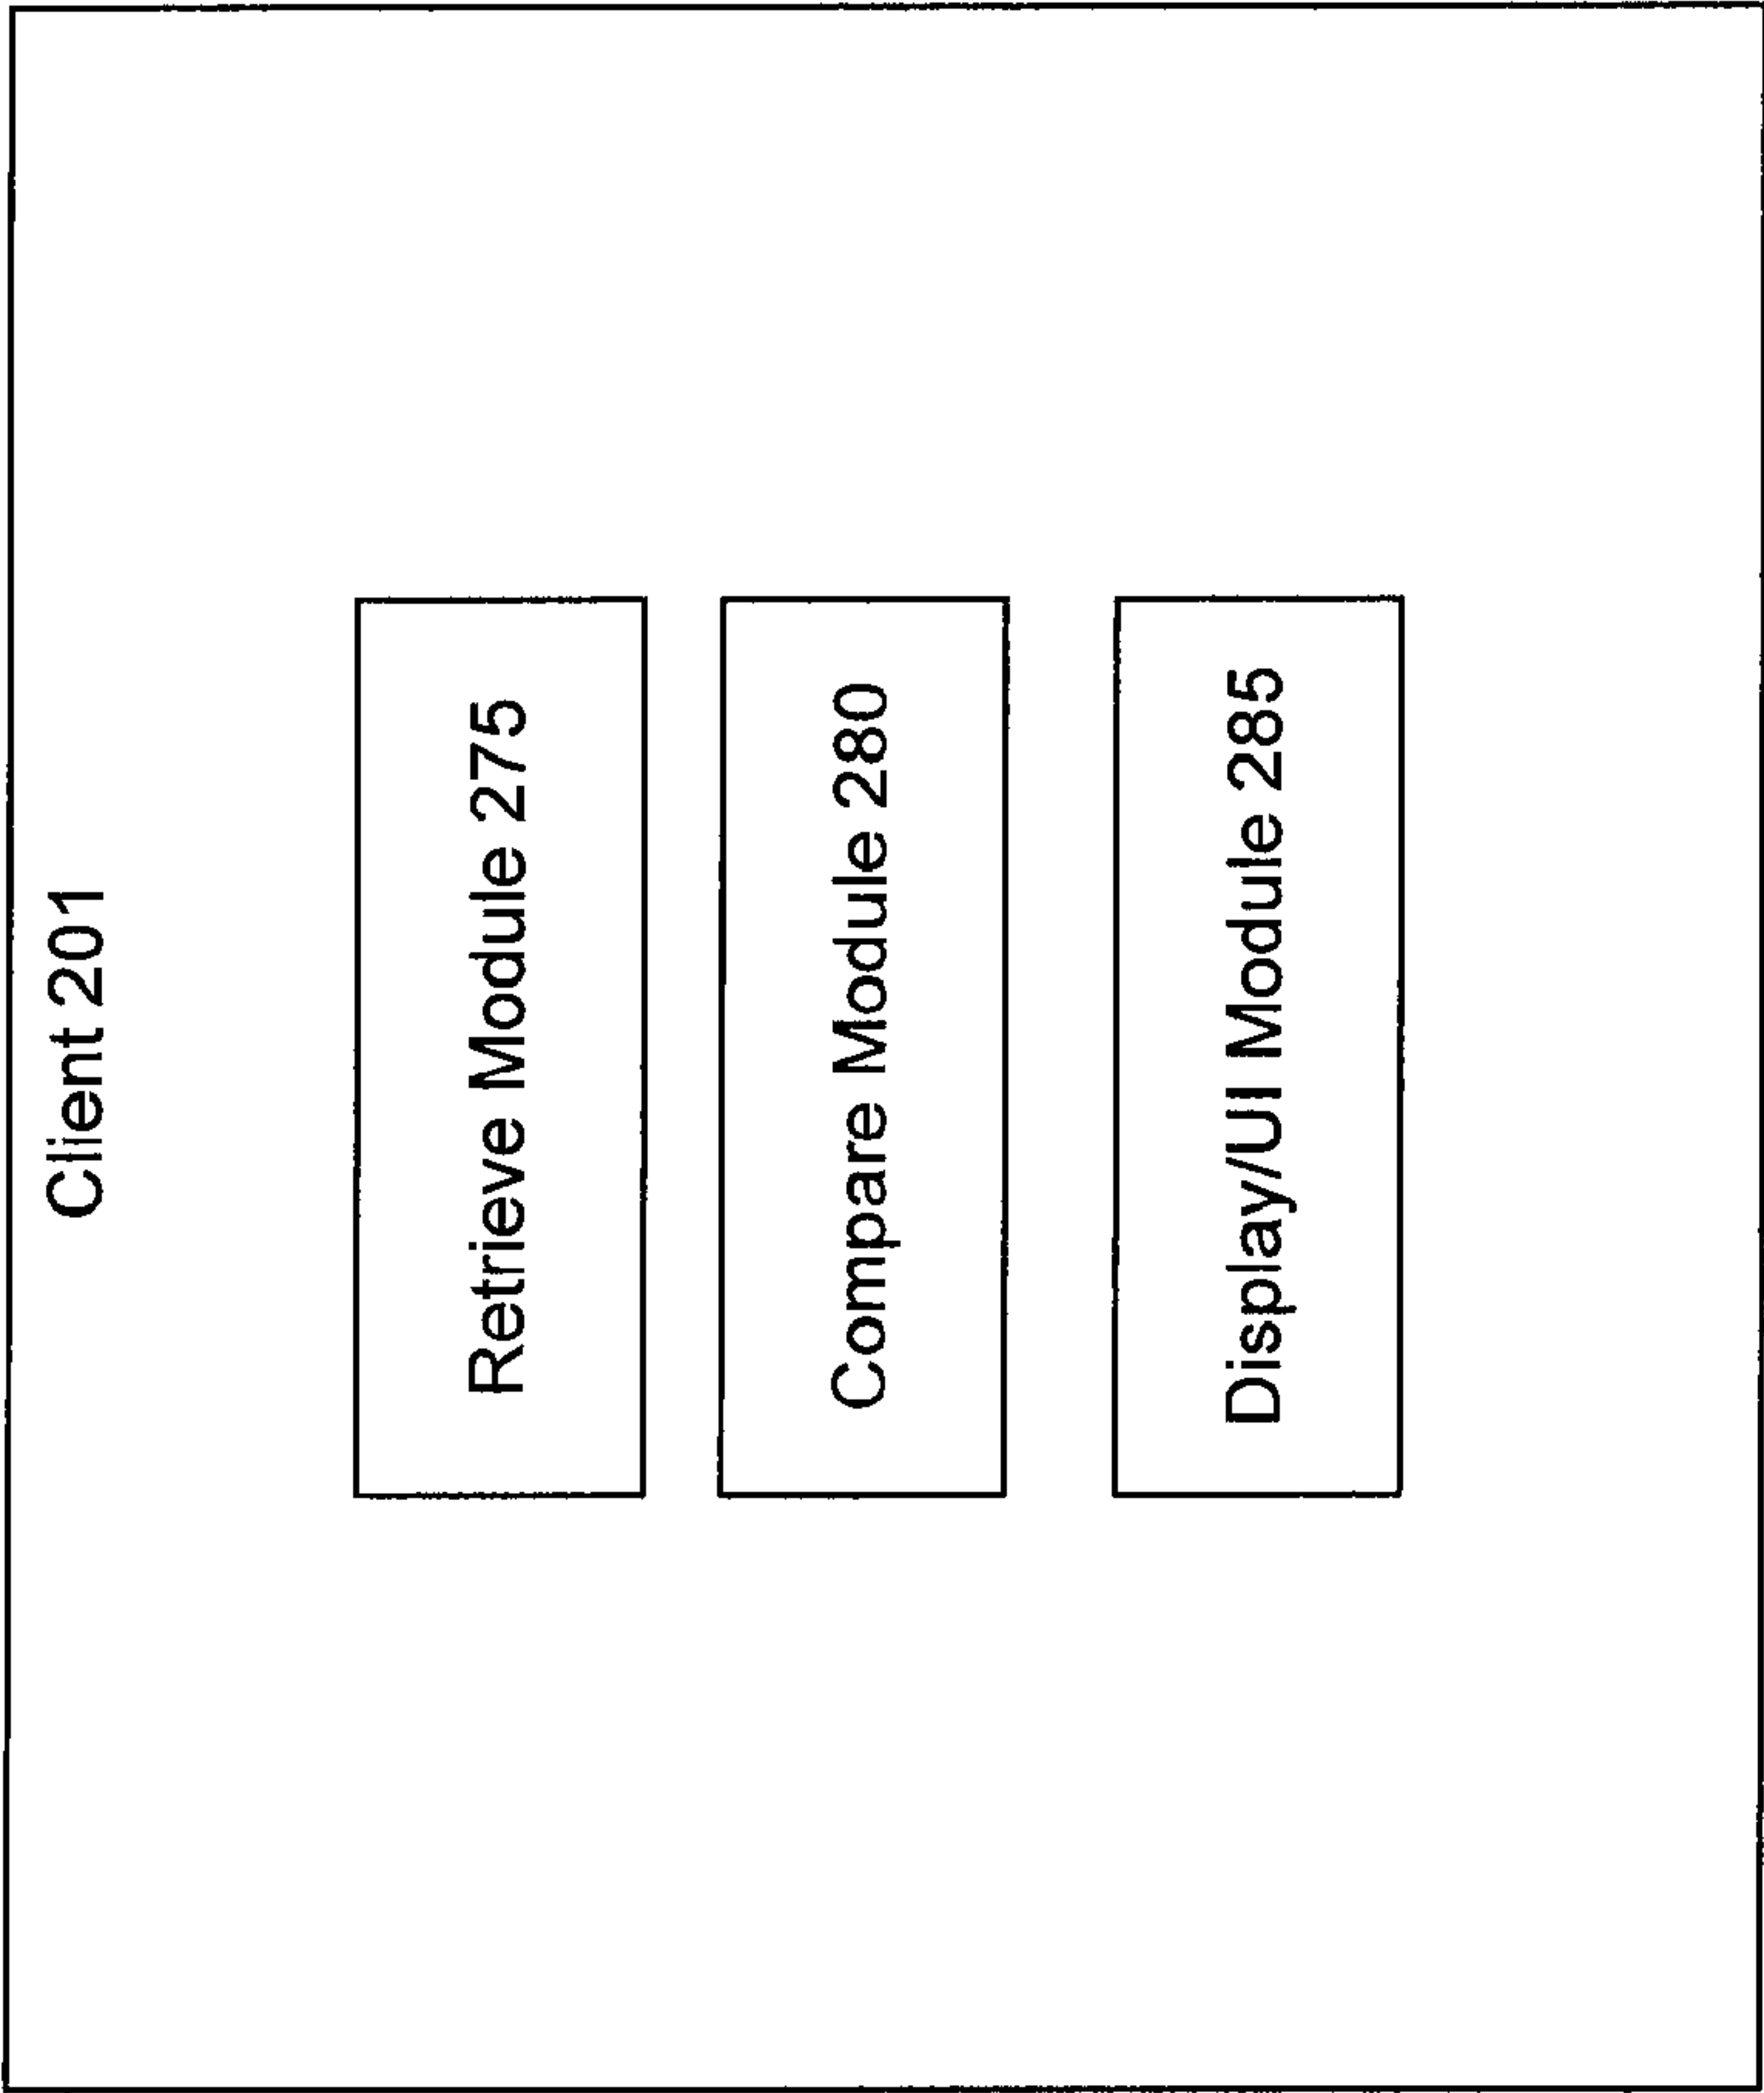 Client 201
Retrieve Module 275
Compare Module 280
Display/UI Module 285